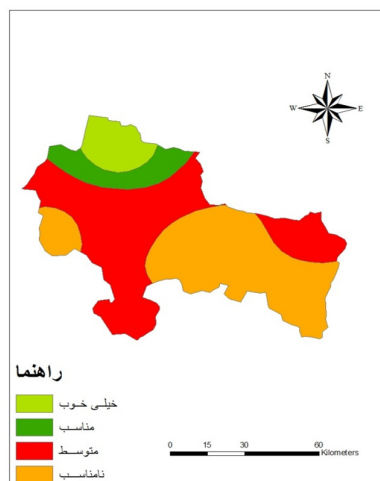 N
W E
S
راهنما
خیلی خوب
مناسب
متوسط
نامناسب
0 15 30 60
Kilometers